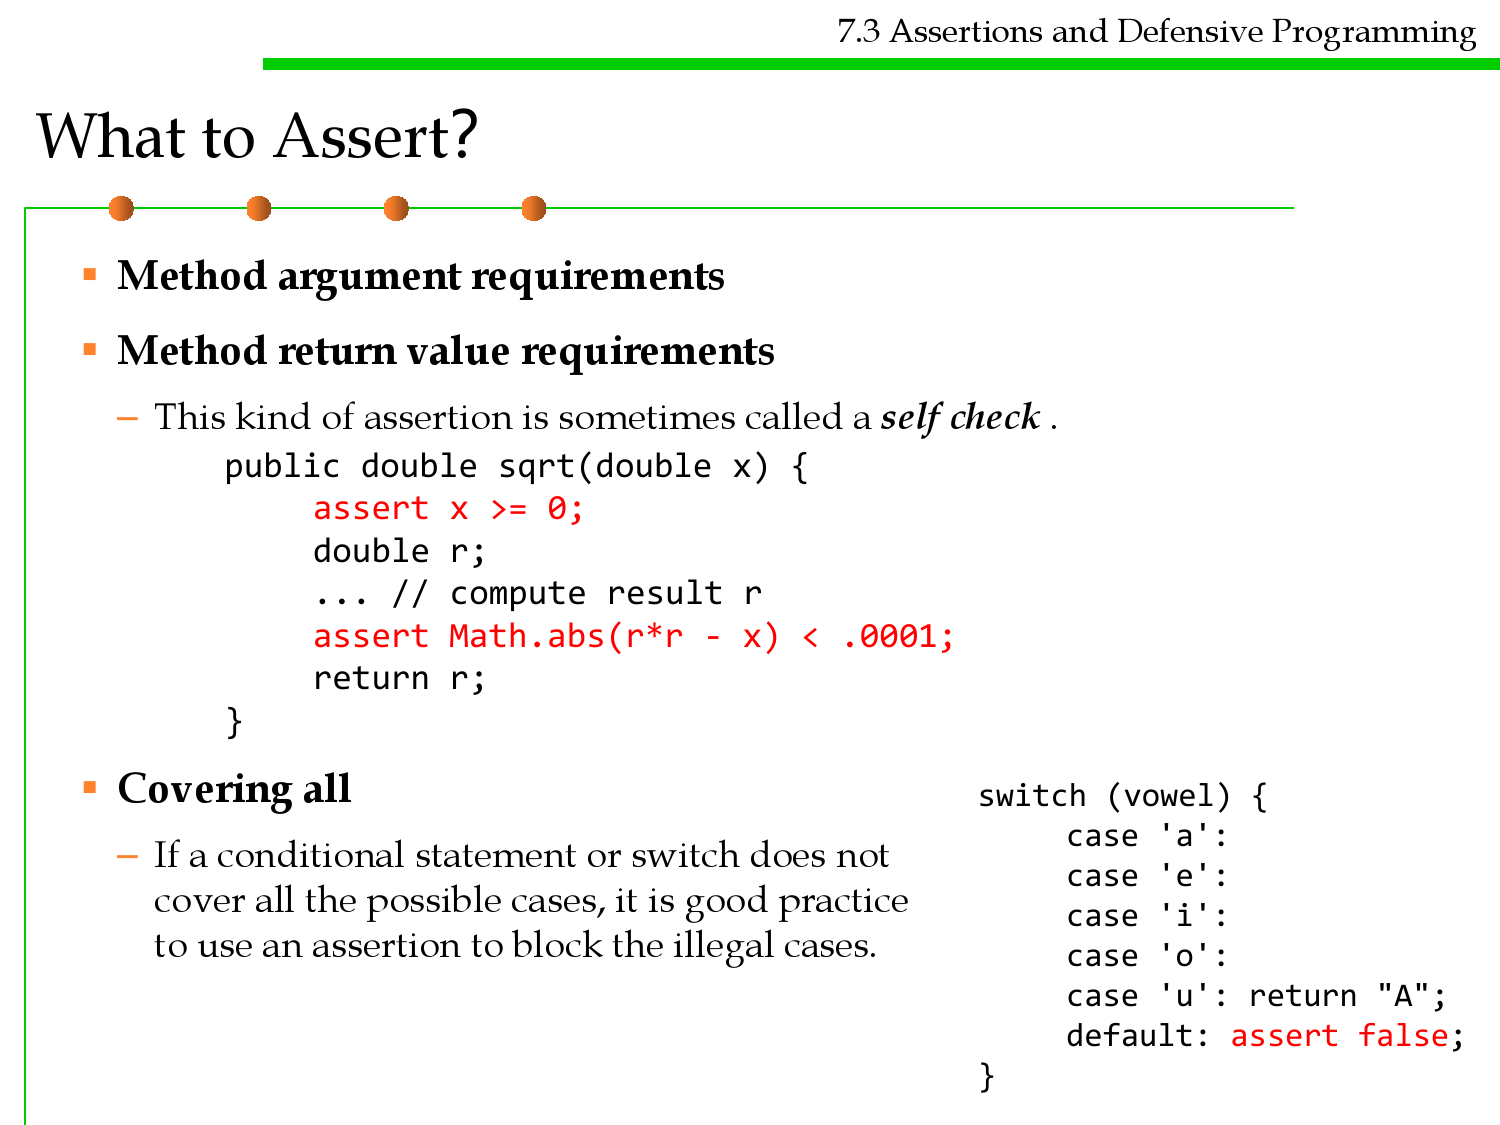 7.3 Assertions and Defensive Programming
What to Assert?
Method argument requirements
Method return value requirements
– This kind of assertion is sometimes called a self check .
public double sqrt(double x) {
assert x >= 0;
double r;
... // compute result r
assert Math.abs(r*r - x) < .0001;
return r;
}
Covering all
– If a conditional statement or switch does not
cover all the possible cases, it is good practice
to use an assertion to block the illegal cases.
switch (vowel) {
case 'a':
case 'e':
case 'i':
case 'o':
case 'u': return "A";
default: assert false;
}